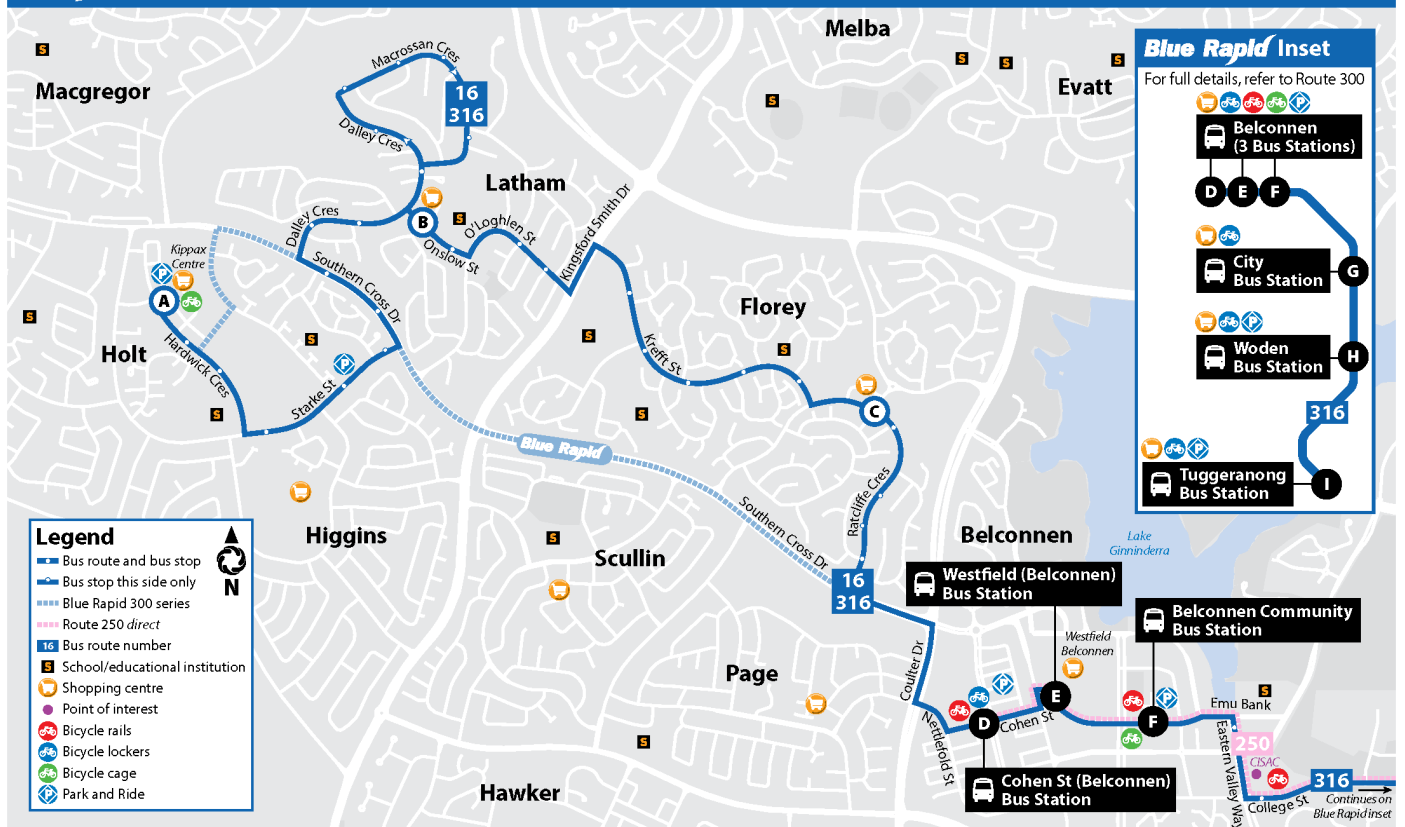 Melba
Macgregor
Evatt
Macrossan Cres
16
316
Dalley Cres
Latham
Dalley Cres
B
O'Loghlen St
Onslow St
Kingsford Smith Dr
Kippax
Centre
A
Southern Cross Dr
Holt
Hardwick Cres
Starke St
Florey
Krefft St
C
Blue Rapid
Ratcliffe Cres
Southern Cross Dr
Higgins
Scullin
Belconnen
Lake
Ginninderra
16
316
Westfield (Belconnen)
Bus Station
Belconnen Community
Bus Station
Westfield
Belconnen
Page
Coulter Dr
Nettlefold St
D
Cohen St
E
F
Emu Bank
Eastern Valley Way
250
CISAC
College St
316
Continues on
Blue Rapid inset
Cohen St (Belconnen)
Bus Station
Hawker
Blue Rapid Inset
For full details, refer to Route 300
Belconnen
(3 Bus Stations)
D E F
City
Bus Station
G
Woden
Bus Station
H
316
Tuggeranong
Bus Station
I
Legend
N
Bus route and bus stop
Bus stop this side only
Blue Rapid 300 series
Route 250 direct
16 Bus route number
S School/educational institution
Shopping centre
Point of interest
Bicycle rails
Bicycle lockers
Bicycle cage
P Park and Ride